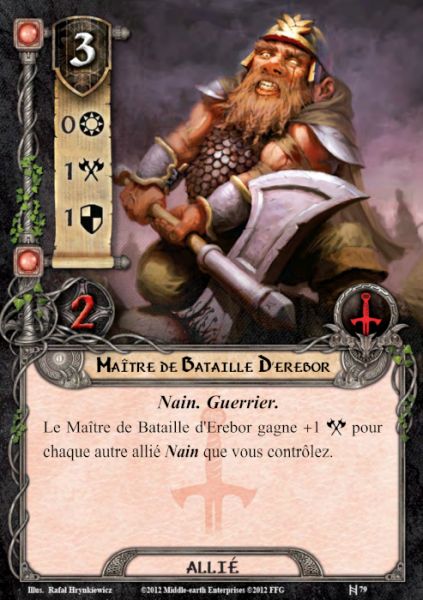 3
0
1
1
2
Maître de Bataille D'erebor
Nain. Guerrier.
Le Maître de Bataille d'Erebor gagne +1 pour
chaque autre allié Nain que vous contrôlez.
ALLIÉ
Illus. Rafał Hrynkiewicz ©2012 Middle-earth Enterprises ©2012 FFG 79